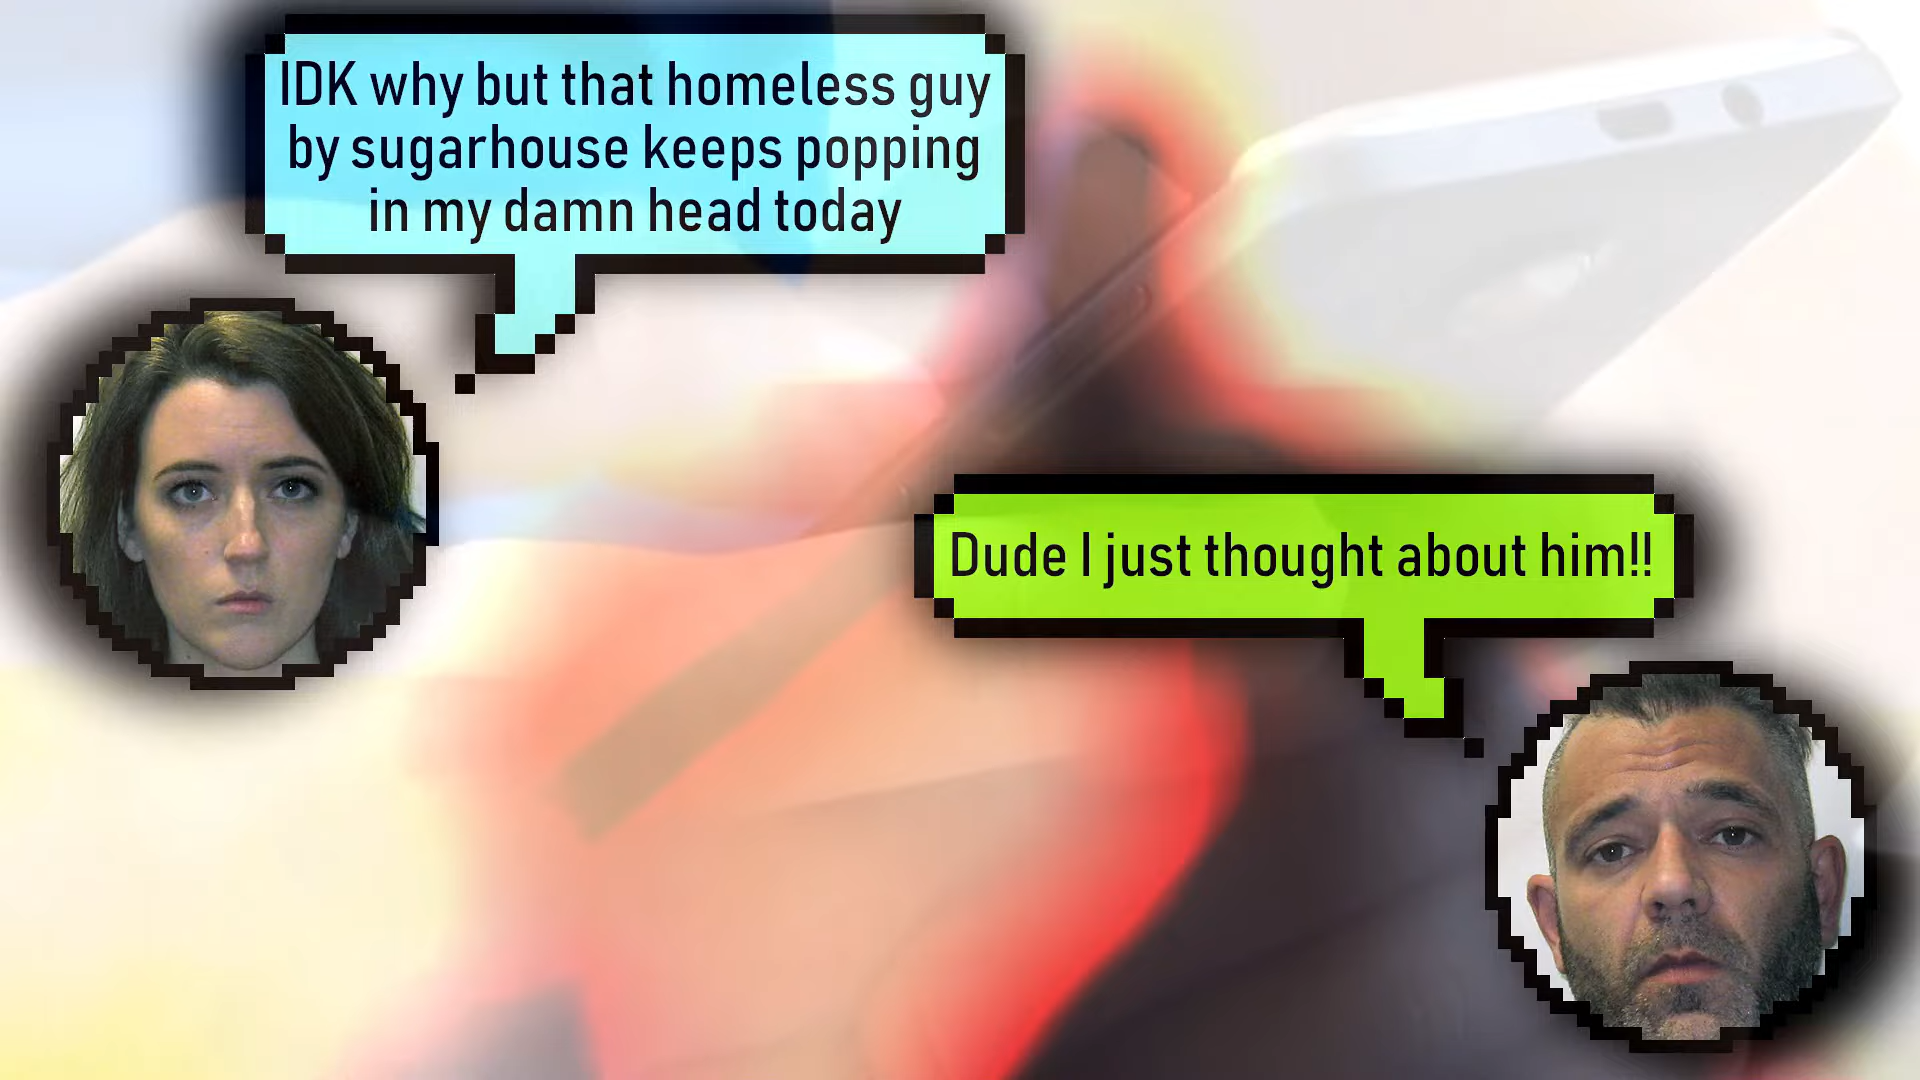 IDK why but that homeless guy
by sugarhouse keeps popping
in my damn head today
Dude I just thought about him!!